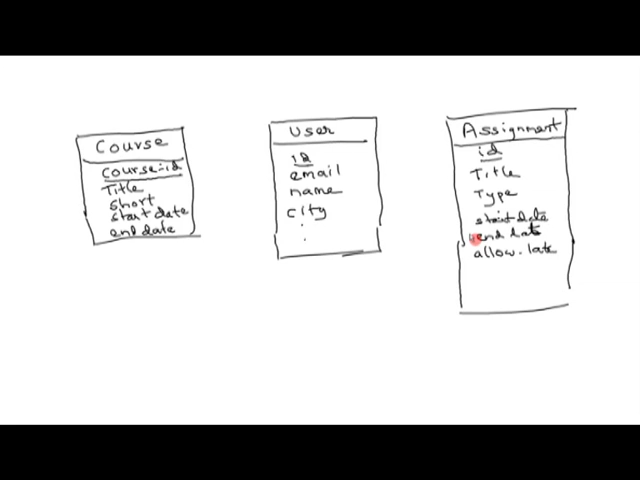 Course
Course-id
Title
short
start date
end date
User
id
email
name
city
Assignment
id
Title
Type
start date
end late
allow. late